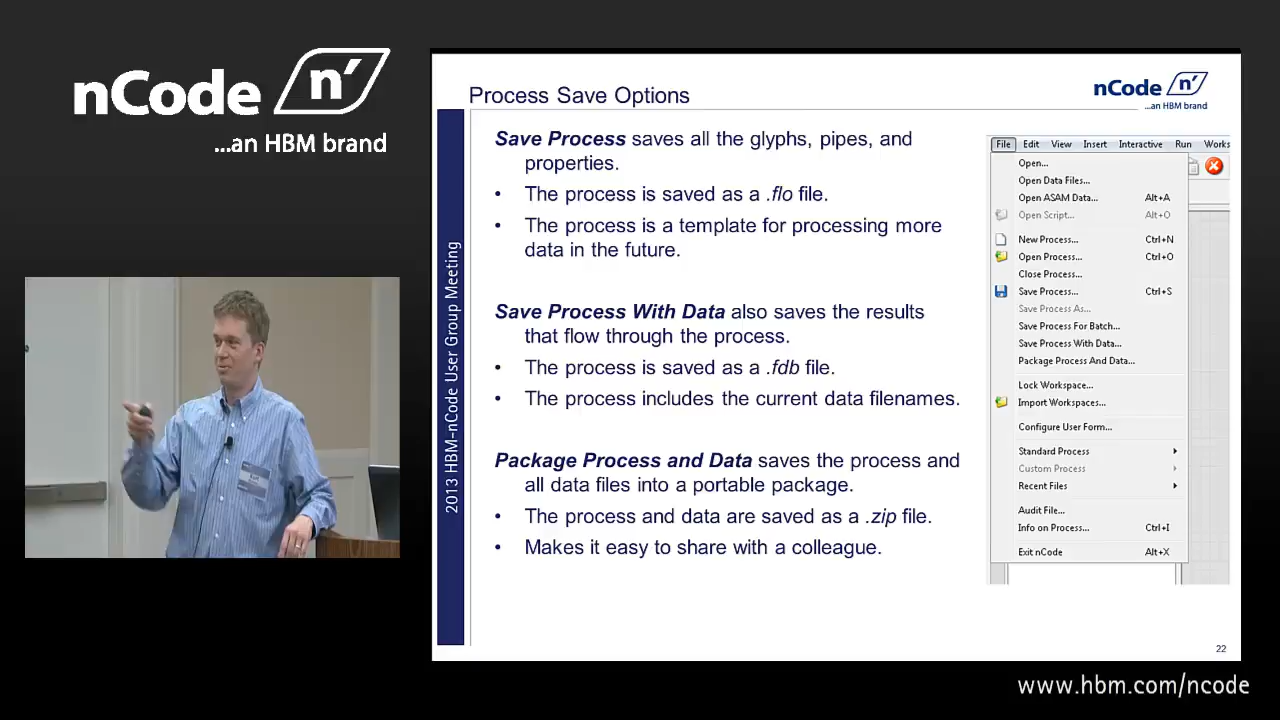 nCode n'
...an HBM brand
Process Save Options
nCode n'
...an HBM brand
2013 HBM-nCode User Group Meeting
Save Process saves all the glyphs, pipes, and
properties.
• The process is saved as a .flo file.
• The process is a template for processing more
data in the future.
Save Process With Data also saves the results
that flow through the process.
• The process is saved as a .fdb file.
• The process includes the current data filenames.
Package Process and Data saves the process and
all data files into a portable package.
• The process and data are saved as a .zip file.
• Makes it easy to share with a colleague.
File Edit View Insert Interactive Run Works
Open...
Open Data Files...
Open ASAM Data... Alt+A
Open Script... Alt+O
New Process... Ctrl+N
Open Process... Ctrl+O
Close Process...
Save Process... Ctrl+S
Save Process As...
Save Process For Batch...
Save Process With Data...
Package Process And Data...
Lock Workspace...
Import Workspaces...
Configure User Form...
Standard Process
Custom Process
Recent Files
Audit File...
Info on Process... Ctrl+I
Exit nCode Alt+X
22
www.hbm.com/ncode